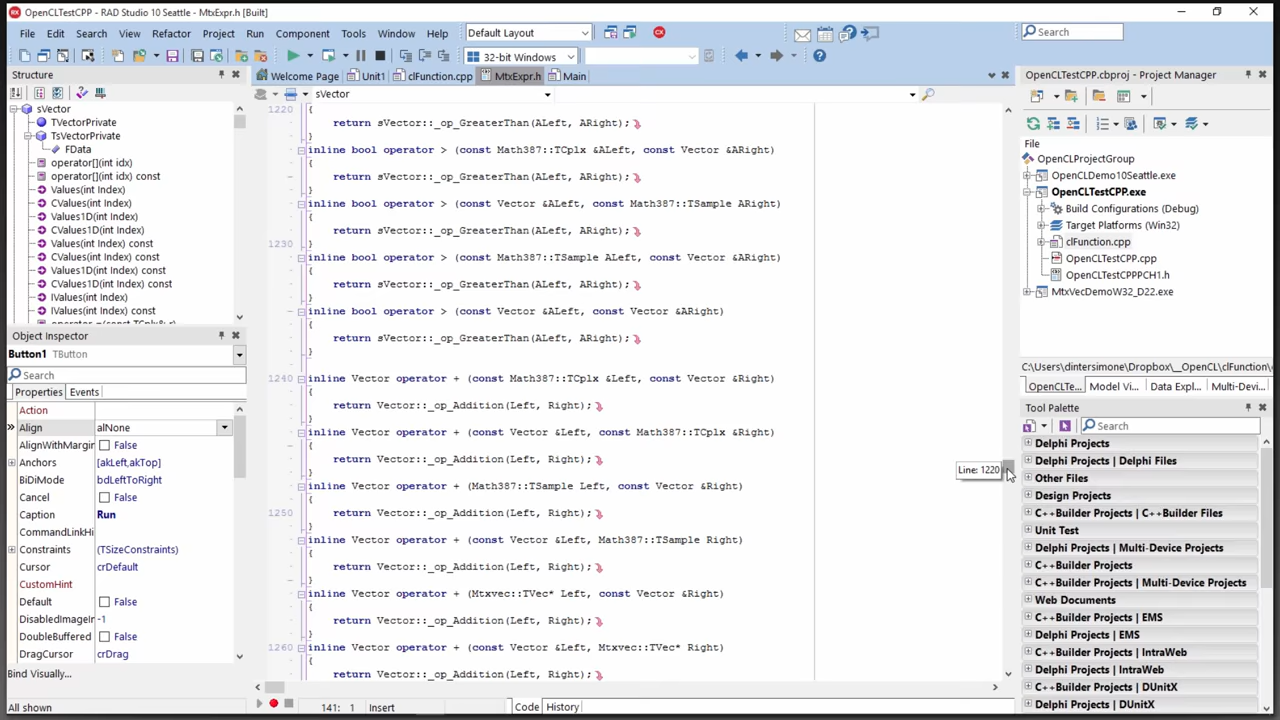 OpenCLTestCPP - RAD Studio 10 Seattle - MtxExpr.h [Built]
File Edit Search View Refactor Project Run Component Tools Window Help Default Layout Search
32-bit Windows
Structure
Welcome Page Unit1 clFunction.cpp MtxExpr.h Main
sVector
sVector
TVectorPrivate
TsVectorPrivate
FData
operator[](int idx)
operator[](int idx) const
Values(int Index)
CValues(int Index)
Values1D(int Index)
CValues1D(int Index)
Values(int Index) const
CValues(int Index) const
Values1D(int Index) const
CValues1D(int Index) const
IValues(int Index)
Object Inspector
Button1 TButton
Search
Properties Events
Action
Align alNone
AlignWithMargin False
Anchors [akLeft,akTop]
BiDiMode bdLeftToRight
Cancel False
Caption Run
CommandLinkHi
Constraints (TSizeConstraints)
Cursor crDefault
CustomHint
Default False
DisabledImageIn -1
DoubleBuffered False
DragCursor crDrag
Bind Visually...
All shown
1220 {
return sVector::_op_GreaterThan(ALeft, ARight);
}
inline bool operator > (const Math387::TCplx &ALeft, const Vector &ARight)
{
return sVector::_op_GreaterThan(ALeft, ARight);
}
inline bool operator > (const Vector &ALeft, const Math387::TSample ARight)
{
return sVector::_op_GreaterThan(ALeft, ARight);
1230 }
inline bool operator > (const Math387::TSample ALeft, const Vector &ARight)
{
return sVector::_op_GreaterThan(ALeft, ARight);
}
inline bool operator > (const Vector &ALeft, const Vector &ARight)
{
return sVector::_op_GreaterThan(ALeft, ARight);
}
1240 inline Vector operator + (const Math387::TCplx &Left, const Vector &Right)
{
return Vector::_op_Addition(Left, Right);
}
inline Vector operator + (const Vector &Left, const Math387::TCplx &Right)
{
return Vector::_op_Addition(Left, Right);
}
inline Vector operator + (Math387::TSample Left, const Vector &Right)
{
1250 return Vector::_op_Addition(Left, Right);
}
inline Vector operator + (const Vector &Left, Math387::TSample Right)
{
return Vector::_op_Addition(Left, Right);
}
inline Vector operator + (Mtxvec::TVec* Left, const Vector &Right)
{
return Vector::_op_Addition(Left, Right);
}
1260 inline Vector operator + (const Vector &Left, Mtxvec::TVec* Right)
{
return Vector::_op_Addition(Left, Right);
Line: 1220
141: 1 Insert Code History
OpenCLTestCPP.cbproj - Project Manager
File
OpenCLProjectGroup
OpenCLDemo10Seattle.exe
OpenCLTestCPP.exe
Build Configurations (Debug)
Target Platforms (Win32)
clFunction.cpp
OpenCLTestCPP.cpp
OpenCLTestCPPPCH1.h
MtxVecDemoW32_D22.exe
C:\Users\dintersimone\Dropbox\__OpenCL\clFunction\
OpenCLTe... Model Vi... Data Expl... Multi-Devi...
Tool Palette
Search
Delphi Projects
Delphi Projects | Delphi Files
Other Files
Design Projects
C++Builder Projects | C++Builder Files
Unit Test
Delphi Projects | Multi-Device Projects
C++Builder Projects
C++Builder Projects | Multi-Device Projects
Web Documents
C++Builder Projects | EMS
Delphi Projects | EMS
C++Builder Projects | IntraWeb
Delphi Projects | IntraWeb
C++Builder Projects | DUnitX
Delphi Projects | DUnitX